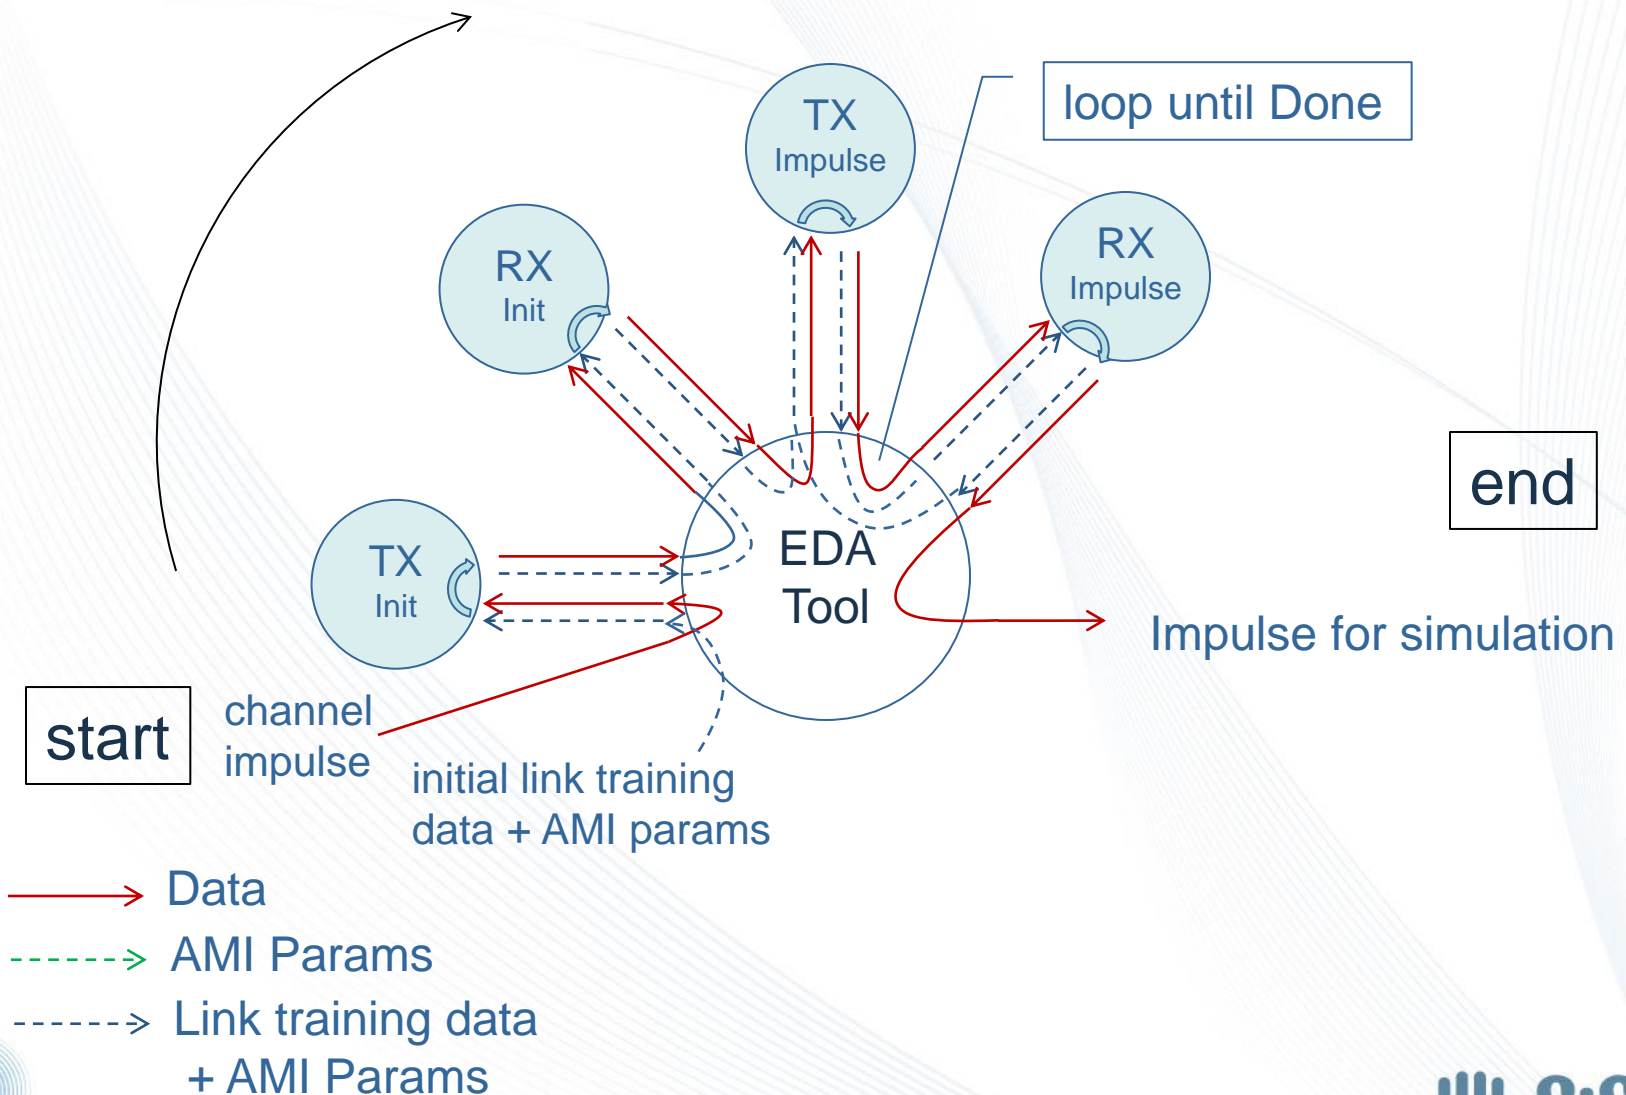 loop until Done
TX
Impulse
RX
Init
RX
Impulse
end
TX
Init
EDA
Tool
Impulse for simulation
start
channel
impulse
initial link training
data + AMI params
Data
AMI Params
Link training data
+ AMI Params